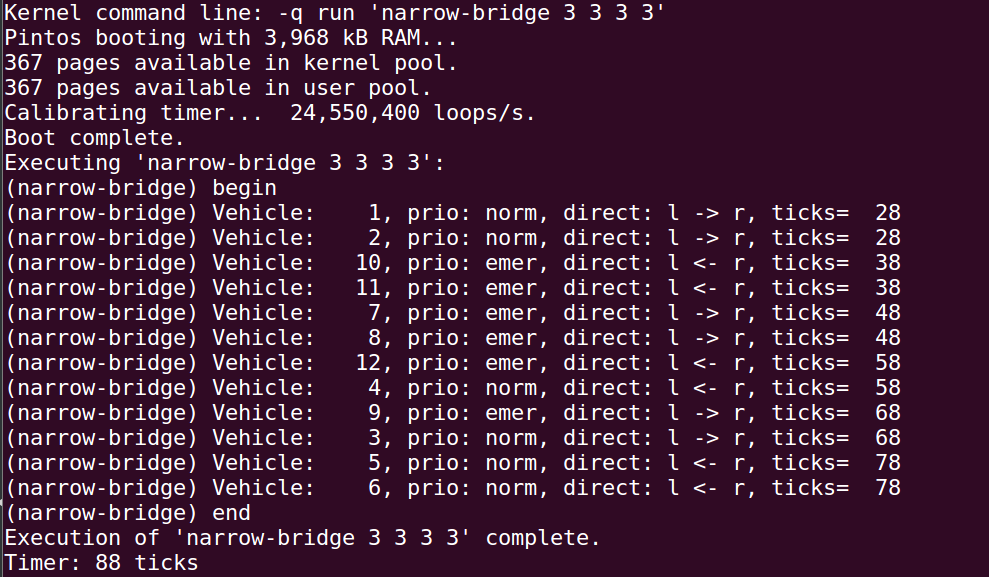 Kernel command line: -q run 'narrow-bridge 3 3 3 3'
Pintos booting with 3,968 kB RAM...
367 pages available in kernel pool.
367 pages available in user pool.
Calibrating timer...  24,550,400 loops/s.
Boot complete.
Executing 'narrow-bridge 3 3 3 3':
(narrow-bridge) begin
(narrow-bridge) Vehicle:    1, prio: norm, direct: l -> r, ticks=  28
(narrow-bridge) Vehicle:    2, prio: norm, direct: l -> r, ticks=  28
(narrow-bridge) Vehicle:   10, prio: emer, direct: l <- r, ticks=  38
(narrow-bridge) Vehicle:   11, prio: emer, direct: l <- r, ticks=  38
(narrow-bridge) Vehicle:    7, prio: emer, direct: l -> r, ticks=  48
(narrow-bridge) Vehicle:    8, prio: emer, direct: l -> r, ticks=  48
(narrow-bridge) Vehicle:   12, prio: emer, direct: l <- r, ticks=  58
(narrow-bridge) Vehicle:    4, prio: norm, direct: l <- r, ticks=  58
(narrow-bridge) Vehicle:    9, prio: emer, direct: l -> r, ticks=  68
(narrow-bridge) Vehicle:    3, prio: norm, direct: l -> r, ticks=  68
(narrow-bridge) Vehicle:    5, prio: norm, direct: l <- r, ticks=  78
(narrow-bridge) Vehicle:    6, prio: norm, direct: l <- r, ticks=  78
(narrow-bridge) end
Execution of 'narrow-bridge 3 3 3 3' complete.
Timer: 88 ticks